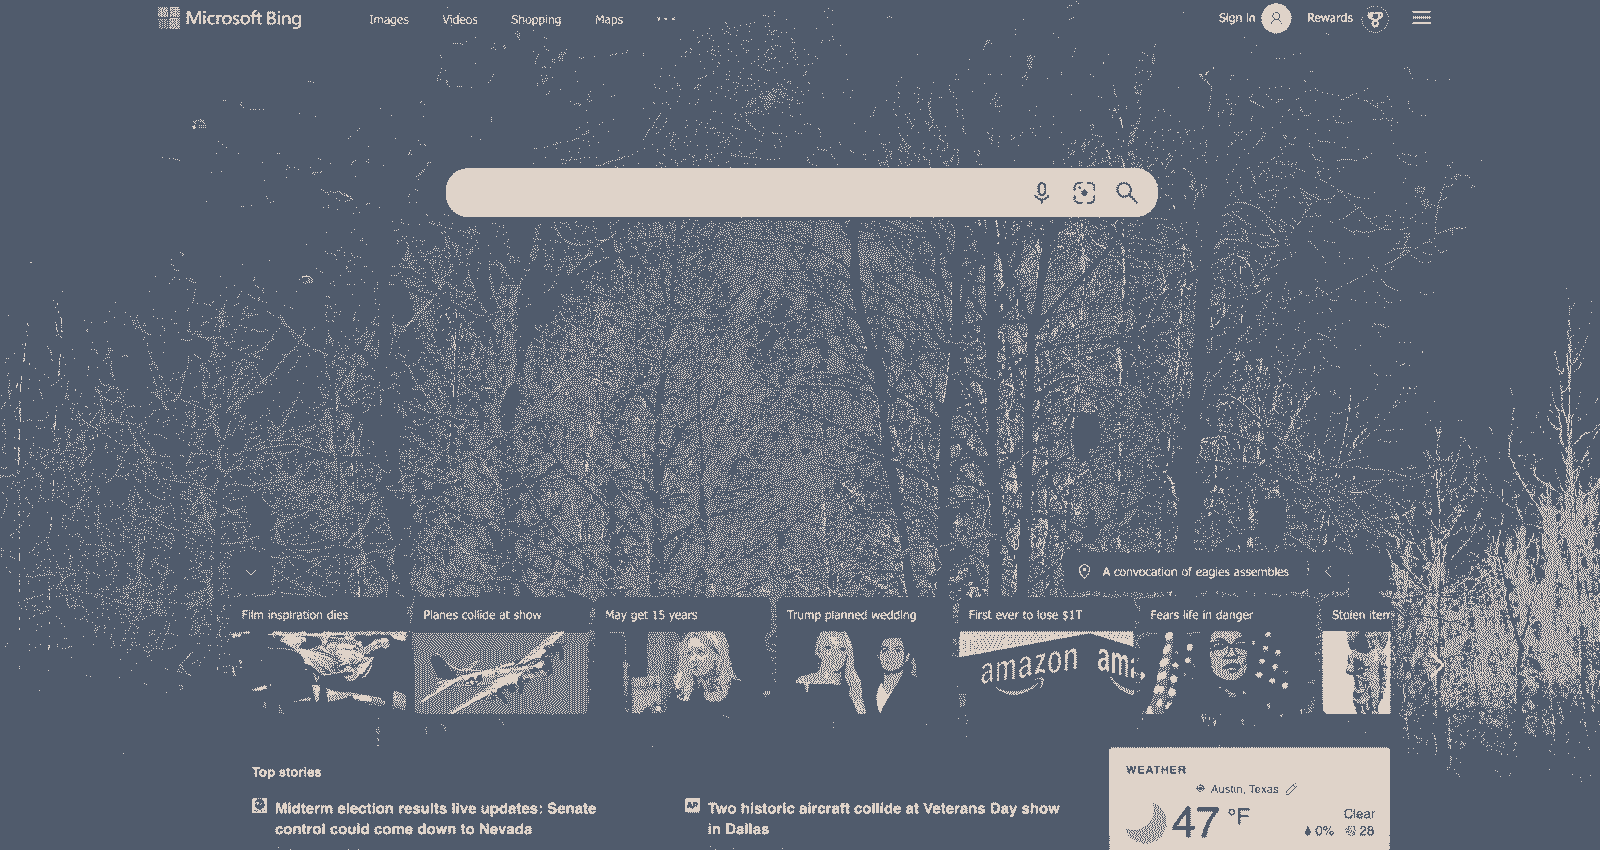 Microsoft Bing
Images
Videos
Shopping
Maps
Sign in
Rewards
A convocation of eagles assembles
Film inspiration dies
Planes collide at show
May get 15 years
Trump planned wedding
First ever to lose $1T
Fears life in danger
Stolen item
amazon
am
Top stories
Midterm election results live updates: Senate
control could come down to Nevada
AP
Two historic aircraft collide at Veterans Day show
in Dallas
WEATHER
Austin, Texas
47 °F
Clear
0%
28